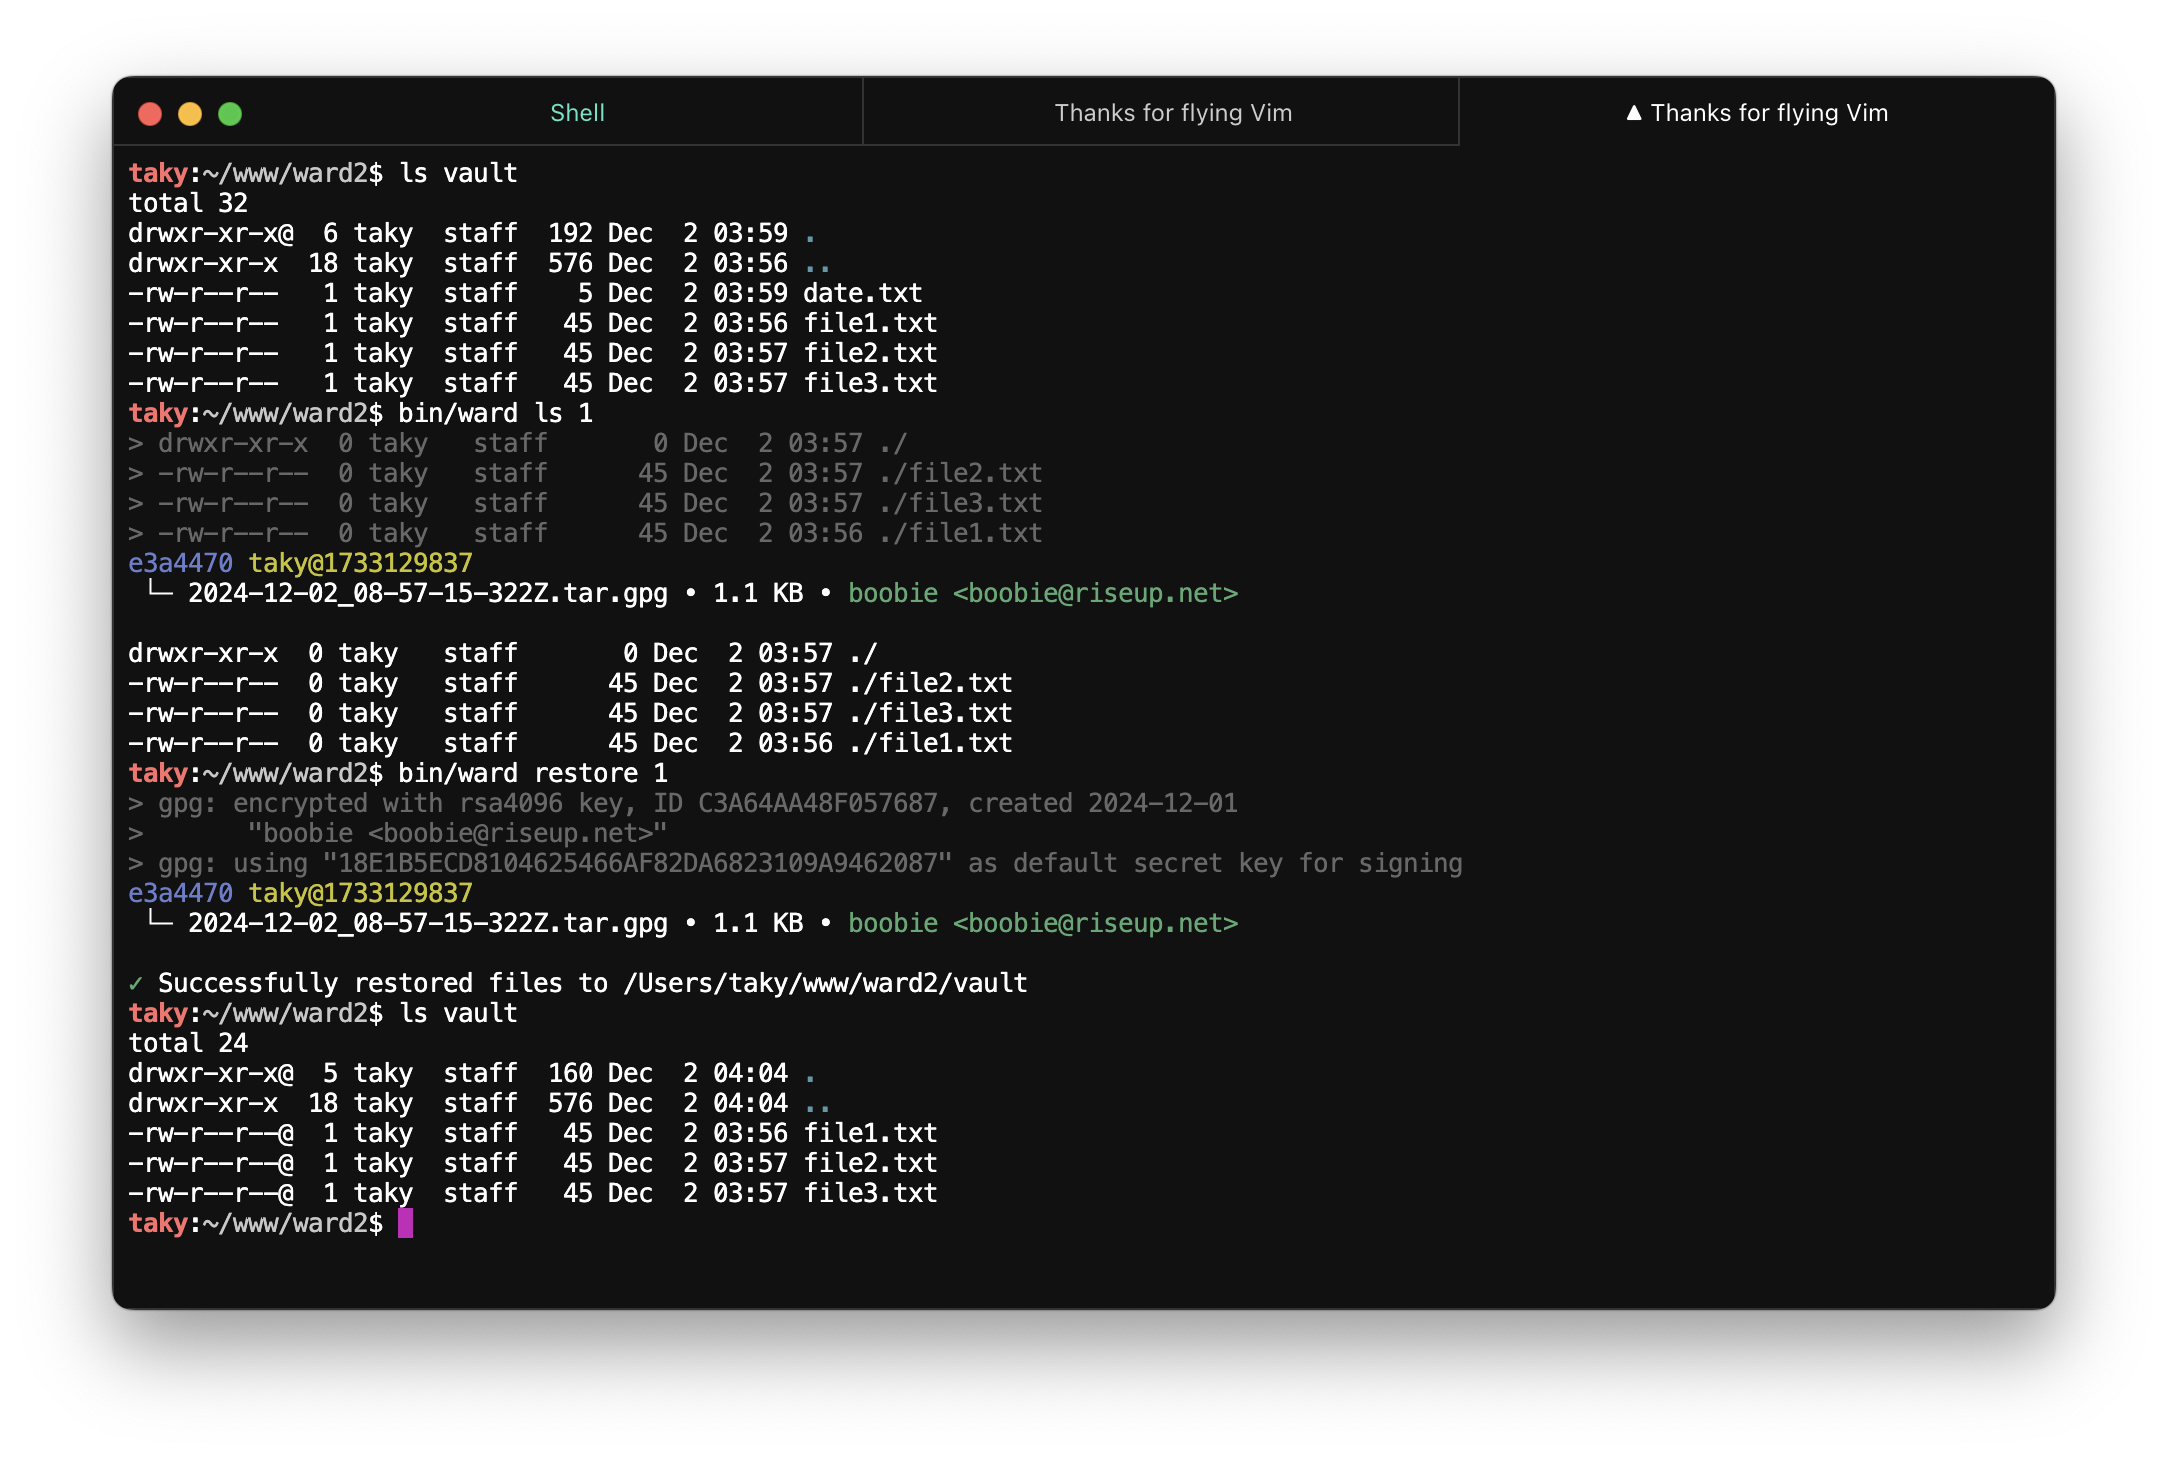 Shell
Thanks for flying Vim
▲ Thanks for flying Vim
taky:~/www/ward2$ ls vault
total 32
drwxr-xr-x@  6 taky  staff  192 Dec  2 03:59 .
drwxr-xr-x  18 taky  staff  576 Dec  2 03:56 ..
-rw-r--r--   1 taky  staff    5 Dec  2 03:59 date.txt
-rw-r--r--   1 taky  staff   45 Dec  2 03:56 file1.txt
-rw-r--r--   1 taky  staff   45 Dec  2 03:57 file2.txt
-rw-r--r--   1 taky  staff   45 Dec  2 03:57 file3.txt
taky:~/www/ward2$ bin/ward ls 1
> drwxr-xr-x  0 taky   staff       0 Dec  2 03:57 ./
> -rw-r--r--  0 taky   staff      45 Dec  2 03:57 ./file2.txt
> -rw-r--r--  0 taky   staff      45 Dec  2 03:57 ./file3.txt
> -rw-r--r--  0 taky   staff      45 Dec  2 03:56 ./file1.txt
e3a4470 taky@1733129837
 └─ 2024-12-02_08-57-15-322Z.tar.gpg • 1.1 KB • boobie <boobie@riseup.net>
drwxr-xr-x  0 taky   staff       0 Dec  2 03:57 ./
-rw-r--r--  0 taky   staff      45 Dec  2 03:57 ./file2.txt
-rw-r--r--  0 taky   staff      45 Dec  2 03:57 ./file3.txt
-rw-r--r--  0 taky   staff      45 Dec  2 03:56 ./file1.txt
taky:~/www/ward2$ bin/ward restore 1
> gpg: encrypted with rsa4096 key, ID C3A64AA48F057687, created 2024-12-01
>       "boobie <boobie@riseup.net>"
> gpg: using "18E1B5ECD8104625466AF82DA6823109A9462087" as default secret key for signing
e3a4470 taky@1733129837
 └─ 2024-12-02_08-57-15-322Z.tar.gpg • 1.1 KB • boobie <boobie@riseup.net>
✓ Successfully restored files to /Users/taky/www/ward2/vault
taky:~/www/ward2$ ls vault
total 24
drwxr-xr-x@  5 taky  staff  160 Dec  2 04:04 .
drwxr-xr-x  18 taky  staff  576 Dec  2 04:04 ..
-rw-r--r--@  1 taky  staff   45 Dec  2 03:56 file1.txt
-rw-r--r--@  1 taky  staff   45 Dec  2 03:57 file2.txt
-rw-r--r--@  1 taky  staff   45 Dec  2 03:57 file3.txt
taky:~/www/ward2$